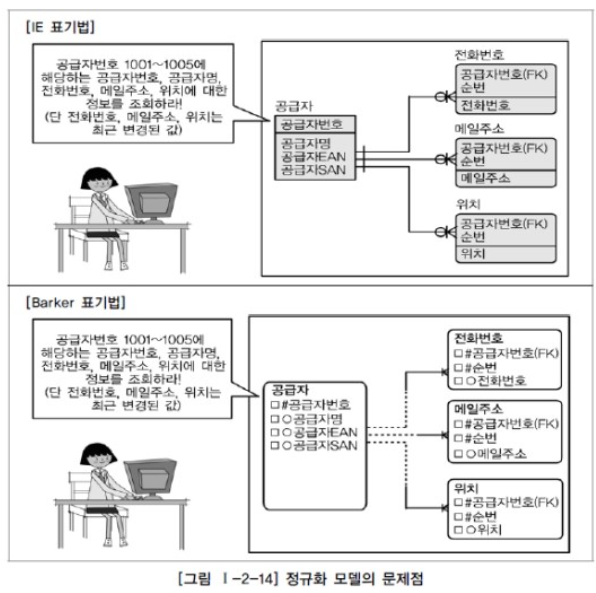 [IE 표기법]
공급자번호 1001~1005에
해당하는 공급자번호, 공급자명,
전화번호, 메일주소, 위치에 대한
정보를 조회하라!
(단 전화번호, 메일주소, 위치는
최근 변경된 값)
공급자
공급자번호
공급자명
공급자EAN
공급자SAN
전화번호
공급자번호(FK)
순번
전화번호
메일주소
공급자번호(FK)
순번
메일주소
위치
공급자번호(FK)
순번
위치
[Barker 표기법]
공급자번호 1001~1005에
해당하는 공급자번호, 공급자명,
전화번호, 메일주소, 위치에 대한
정보를 조회하라!
(단 전화번호, 메일주소, 위치는
최근 변경된 값)
공급자
□ #공급자번호
□ ○공급자명
□ ○공급자EAN
□ ○공급자SAN
전화번호
□ #공급자번호(FK)
□ #순번
□ ○전화번호
메일주소
□ #공급자번호(FK)
□ #순번
□ ○메일주소
위치
□ #공급자번호(FK)
□ #순번
□ ○위치
[그림 Ⅰ-2-14] 정규화 모델의 문제점